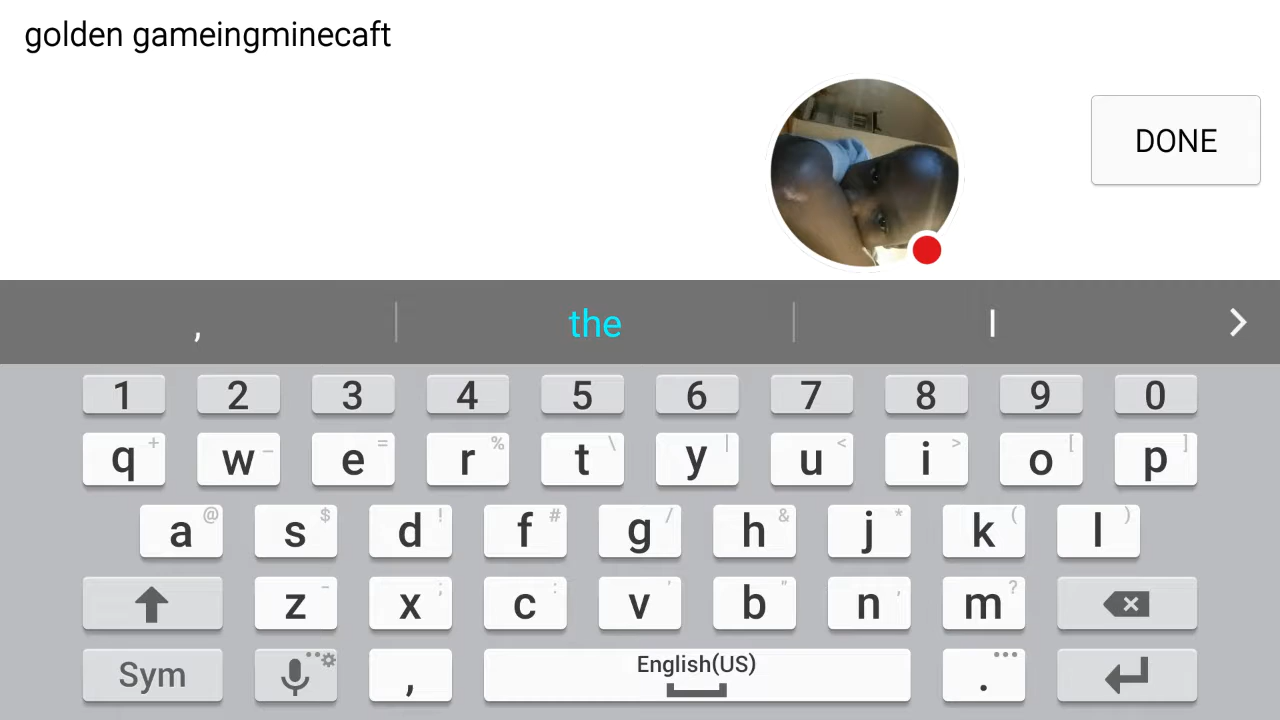 golden gameingminecaft
DONE
, the I
1 2 3 4 5 6 7 8 9 0
q + w _ e = r % t \ y | u < i > o [ p ]
a @ s $ d ! f # g / h & j * k ( l )
z - x ; c : v ' b " n , m ?
Sym , English(US) .